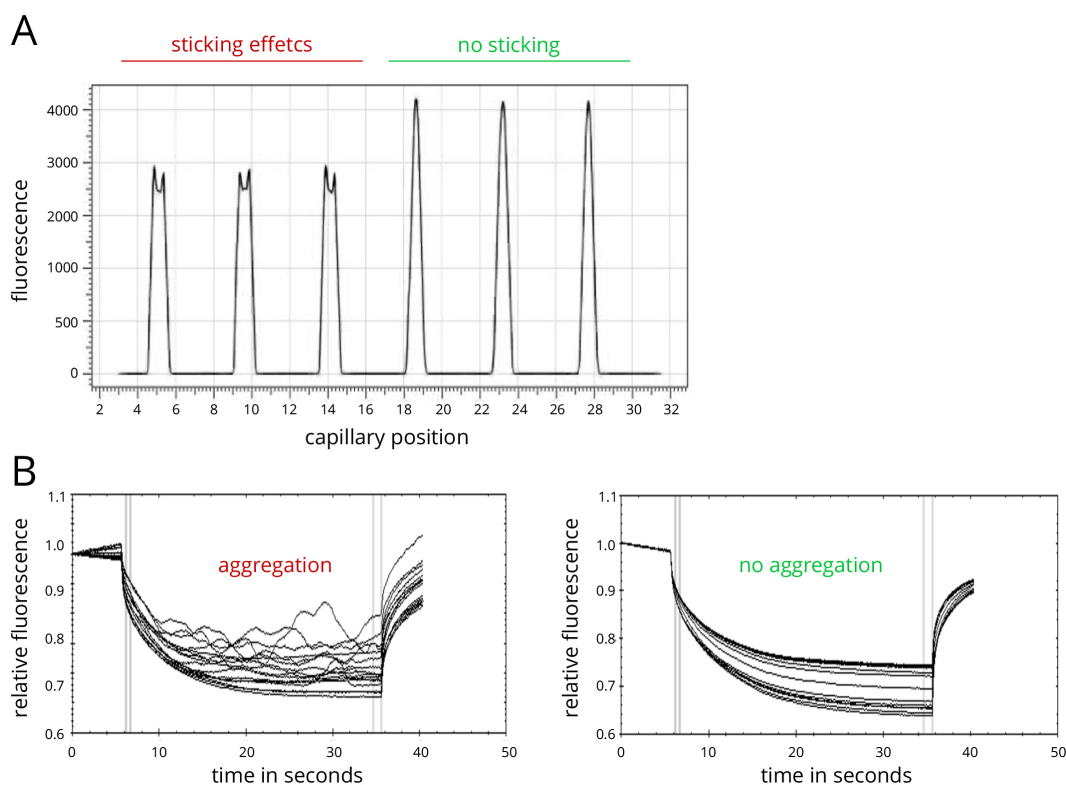 A
sticking effetcs
no sticking
4000
3000
2000
1000
500
0
fluorescence
2 4 6 8 10 12 14 16 18 20 22 24 26 28 30 32
capillary position
B
1.1
1.0
0.9
0.8
0.7
0.6
relative fluorescence
aggregation
0 10 20 30 40 50
time in seconds
1.1
1.0
0.9
0.8
0.7
0.6
relative fluorescence
no aggregation
0 10 20 30 40 50
time in seconds